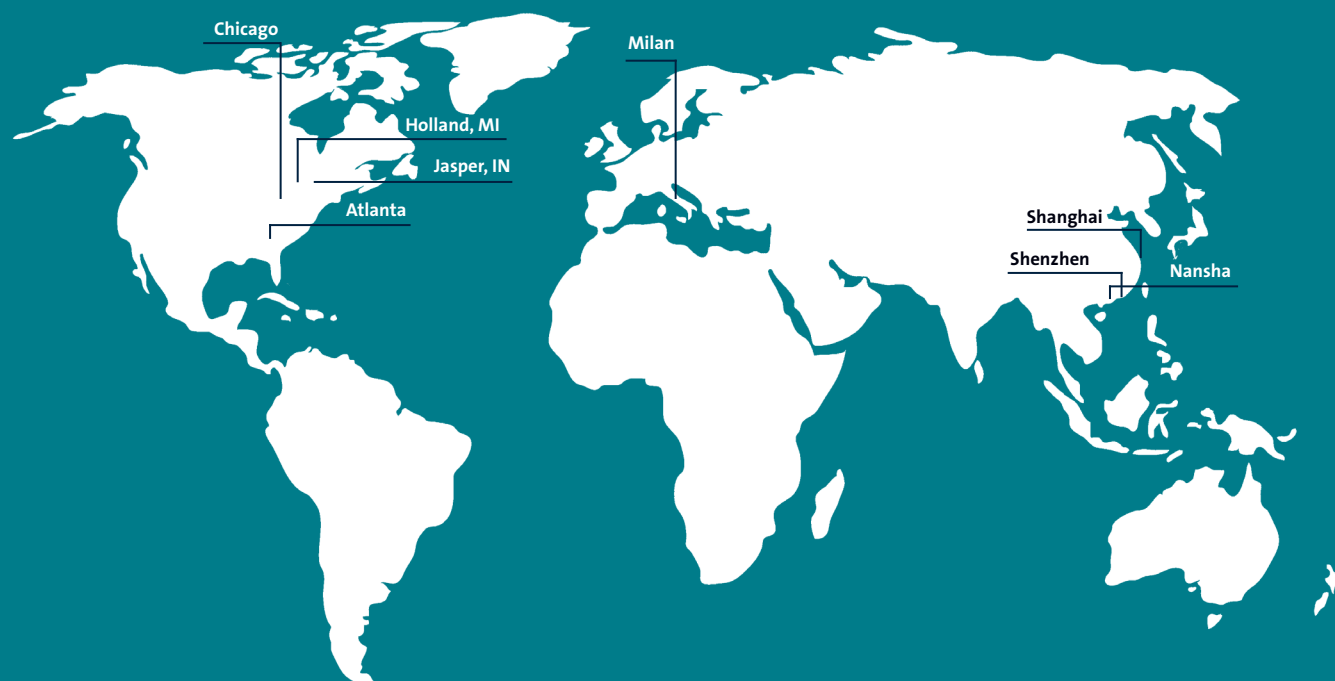 Chicago
Milan
Holland, MI
Jasper, IN
Atlanta
Shanghai
Shenzhen
Nansha